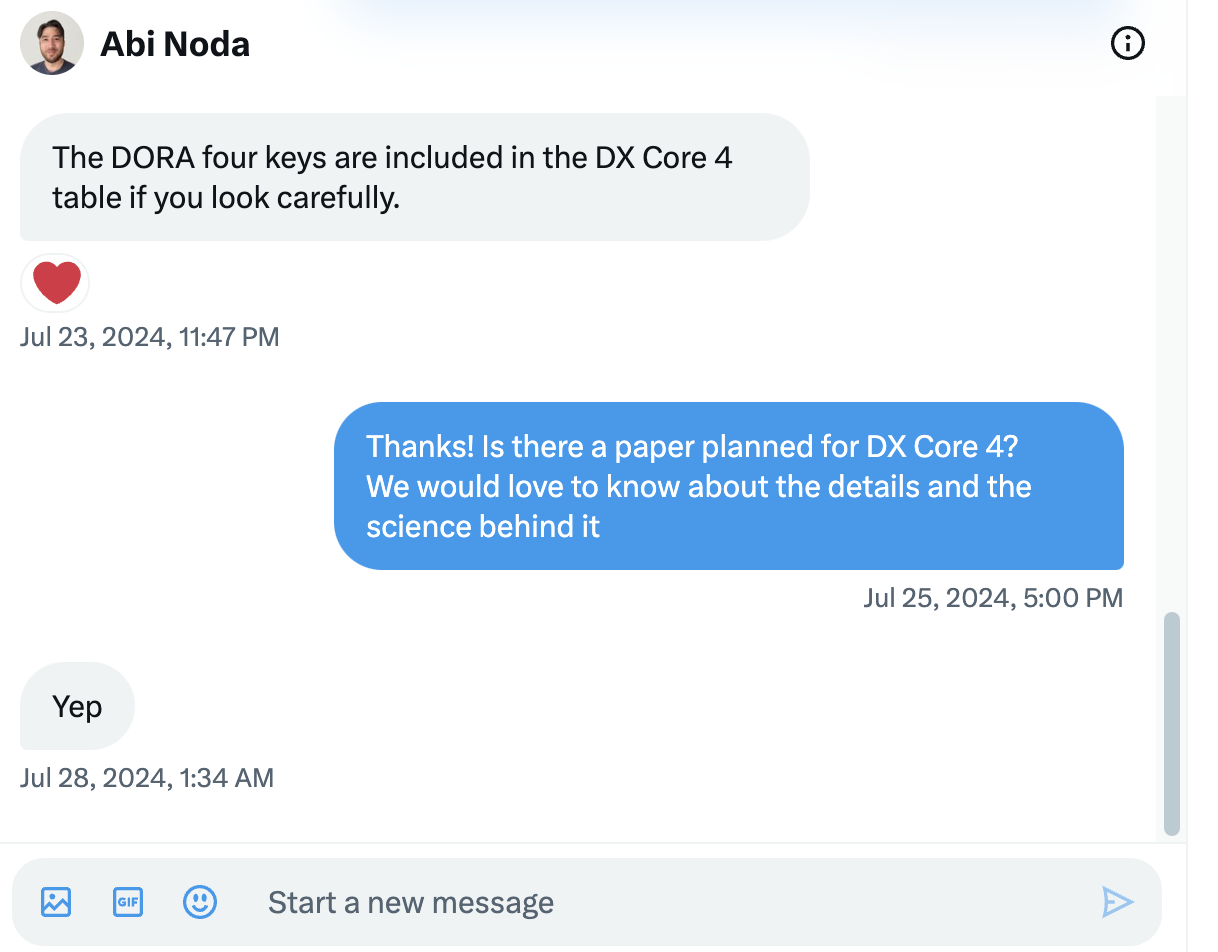 Abi Noda
The DORA four keys are included in the DX Core 4
table if you look carefully.
Jul 23, 2024, 11:47 PM
Thanks! Is there a paper planned for DX Core 4?
We would love to know about the details and the
science behind it
Jul 25, 2024, 5:00 PM
Yep
Jul 28, 2024, 1:34 AM
GIF
Start a new message